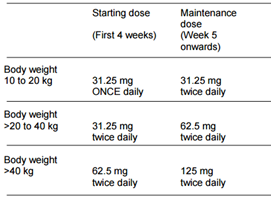 Starting dose Maintenance
dose
(First 4 weeks) (Week 5
onwards)
Body weight
10 to 20 kg 31.25 mg 31.25 mg
ONCE daily twice daily
Body weight
>20 to 40 kg 31.25 mg 62.5 mg
twice daily twice daily
Body weight
>40 kg 62.5 mg 125 mg
twice daily twice daily